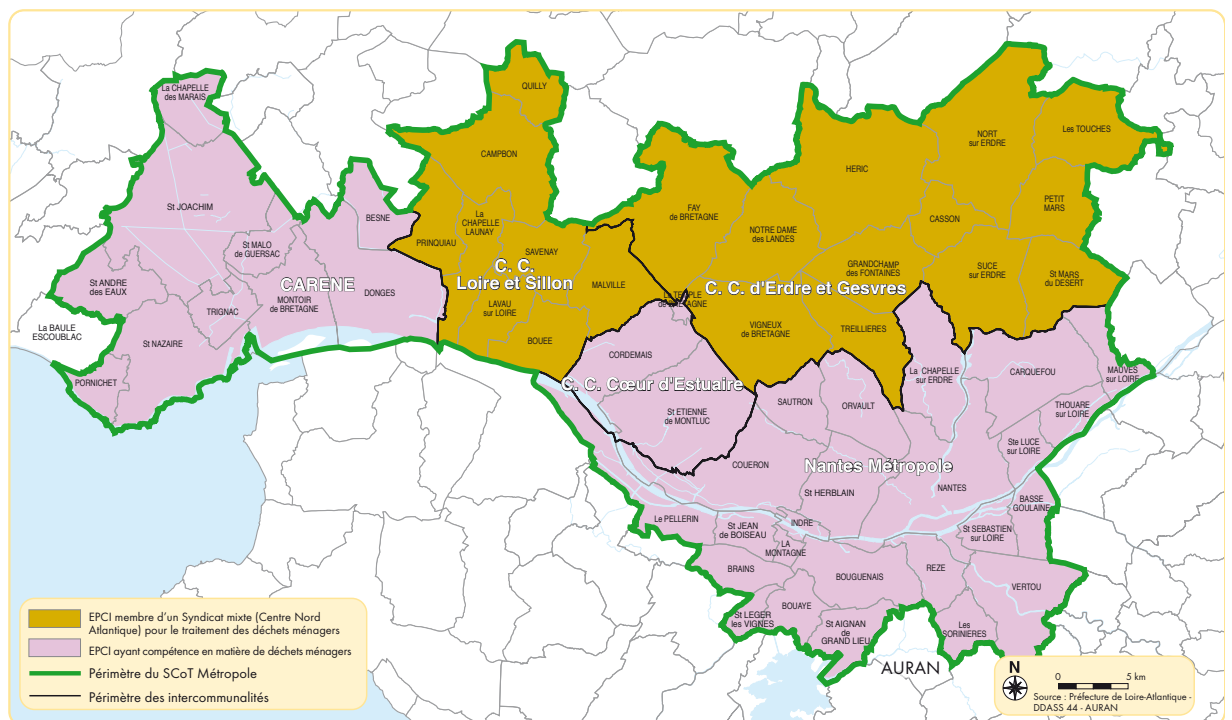 La CHAPELLE
des MARAIS
QUILLY
CAMPBON
NORT
sur ERDRE
Les TOUCHES
HERIC
St JOACHIM
BESNE
La
CHAPELLE
LAUNAY
FAY
de BRETAGNE
CASSON
PETIT
MARS
PRINQUIAU
SAVENAY
NOTRE DAME
des LANDES
St MALO
de GUERSAC
GRANDCHAMP
des FONTAINES
SUCE
sur ERDRE
St MARS
du DESERT
St ANDRE
des EAUX
CARENE
C. C.
Loire et Sillon
MALVILLE
C. C. d'Erdre et Gesvres
DONGES
MONTOIR
de BRETAGNE
TRIGNAC
LAVAU
sur LOIRE
Le TEMPLE
de BRETAGNE
VIGNEUX
de BRETAGNE
TREILLIERES
La BAULE
ESCOUBLAC
St NAZAIRE
BOUEE
CORDEMAIS
PORNICHET
C. C. Cœur d'Estuaire
La CHAPELLE
sur ERDRE
CARQUEFOU
MAUVES
sur LOIRE
SAUTRON
ORVAULT
St ETIENNE
de MONTLUC
THOUARE
sur LOIRE
Ste LUCE
sur LOIRE
COUERON
Nantes Métropole
St HERBLAIN
NANTES
BASSE
GOULAINE
Le PELLERIN
St JEAN
de BOISEAU
INDRE
St SEBASTIEN
sur LOIRE
LA
MONTAGNE
BRAINS
BOUGUENAIS
REZE
VERTOU
St LEGER
les VIGNES
BOUAYE
St AIGNAN
de
GRAND LIEU
Les
SORINIERES
AURAN
EPCI membre d'un Syndicat mixte (Centre Nord
Atlantique) pour le traitement des déchets ménagers
EPCI ayant compétence en matière de déchets ménagers
Périmètre du SCoT Métropole
Périmètre des intercommunalités
N
0 5 km
Source : Préfecture de Loire-Atlantique -
DDASS 44 - AURAN